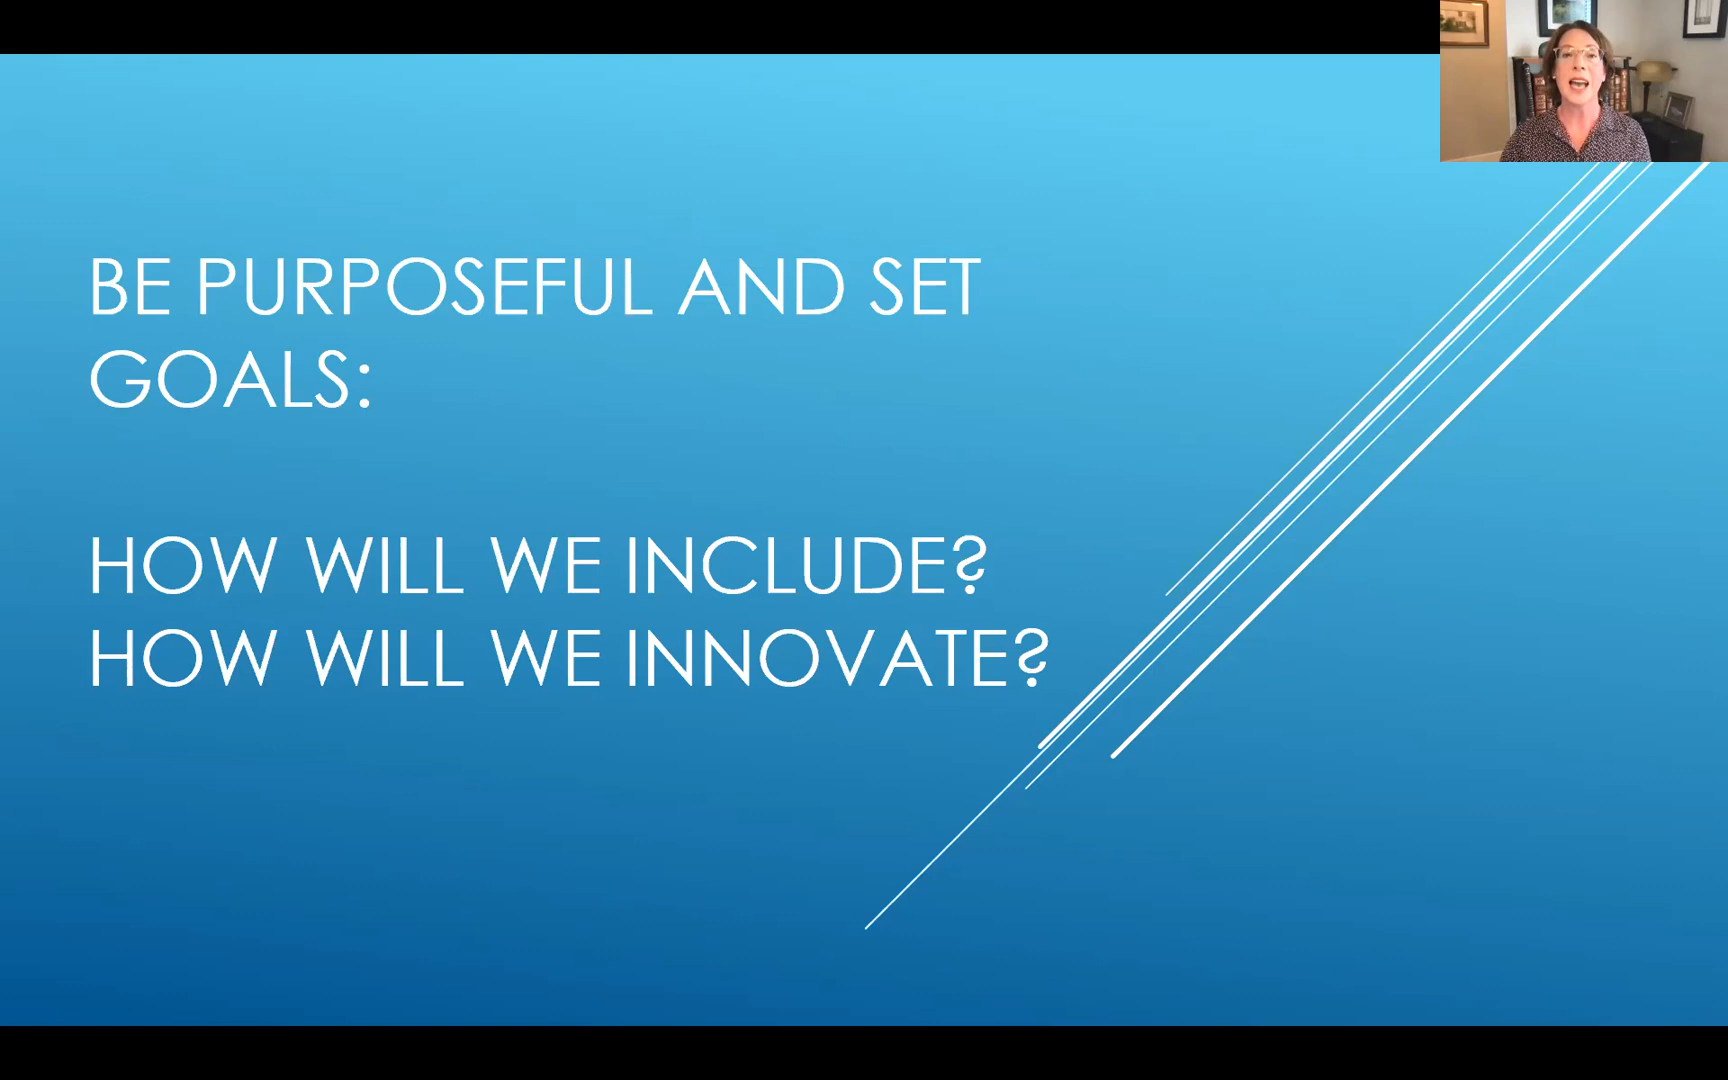 BE PURPOSEFUL AND SET
GOALS:
HOW WILL WE INCLUDE?
HOW WILL WE INNOVATE?